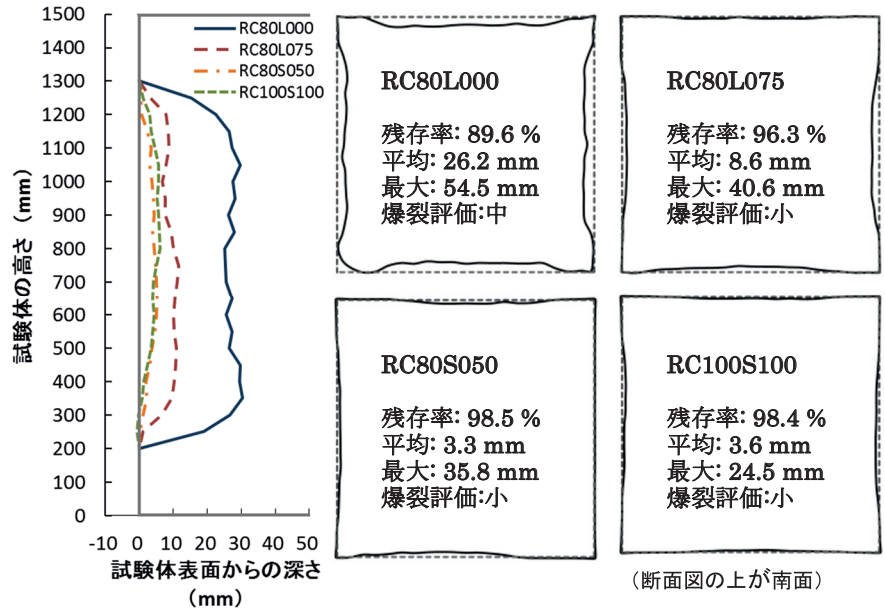 1500
1400
1300
1200
1100
1000
900
800
700
600
500
400
300
200
100
0
試験体の高さ（mm）
-10 0 10 20 30 40 50
試験体表面からの深さ
（mm）
RC80L000
RC80L075
RC80S050
RC100S100
RC80L000
残存率: 89.6 %
平均: 26.2 mm
最大: 54.5 mm
爆裂評価:中
RC80L075
残存率: 96.3 %
平均: 8.6 mm
最大: 40.6 mm
爆裂評価:小
RC80S050
残存率: 98.5 %
平均: 3.3 mm
最大: 35.8 mm
爆裂評価:小
RC100S100
残存率: 98.4 %
平均: 3.6 mm
最大: 24.5 mm
爆裂評価:小
（断面図の上が南面）